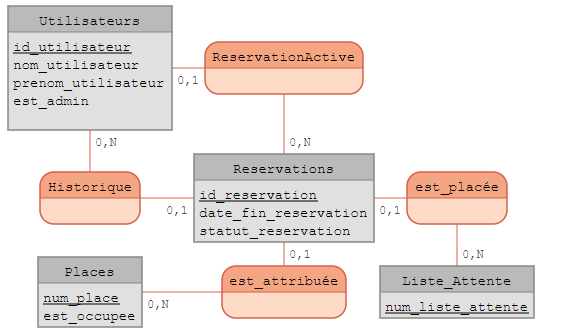 Utilisateurs
id_utilisateur
nom_utilisateur
prenom_utilisateur
est_admin
ReservationActive
0,1
0,N
0,N
Historique
0,1
Reservations
id_reservation
date_fin_reservation
statut_reservation
0,1
est_placée
0,N
0,1
Places
num_place
est_occupee
0,N
est_attribuée
Liste_Attente
num_liste_attente